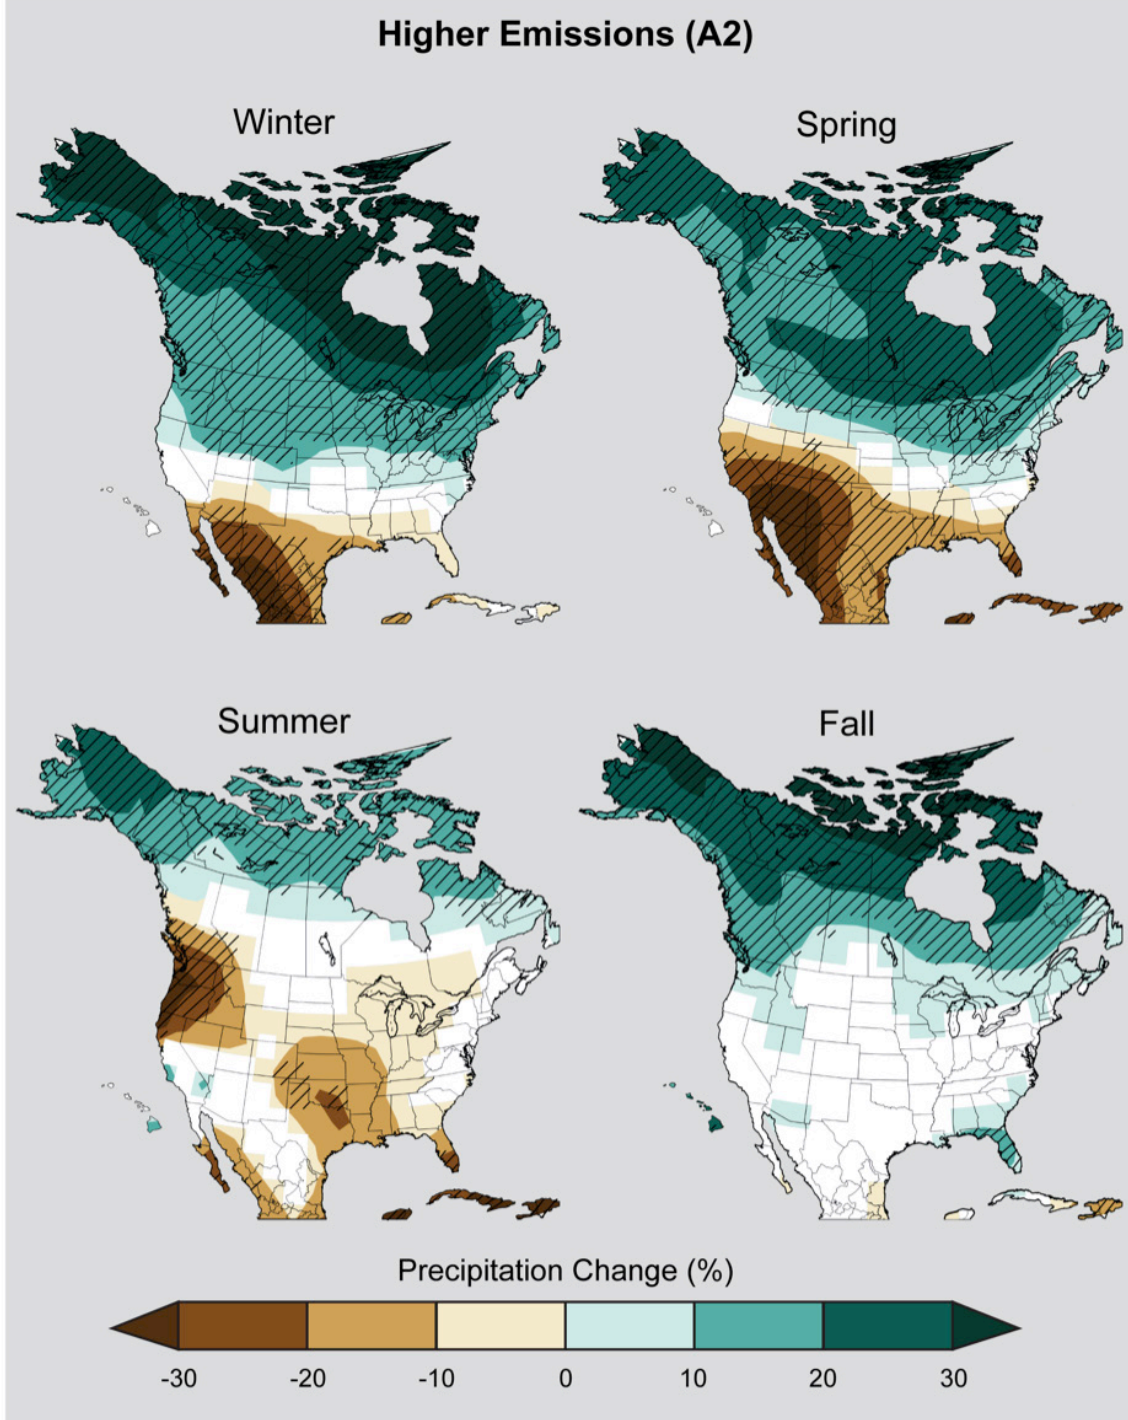 Higher Emissions (A2)
Winter
Spring
Summer
Fall
Precipitation Change (%)
-30 -20 -10 0 10 20 30